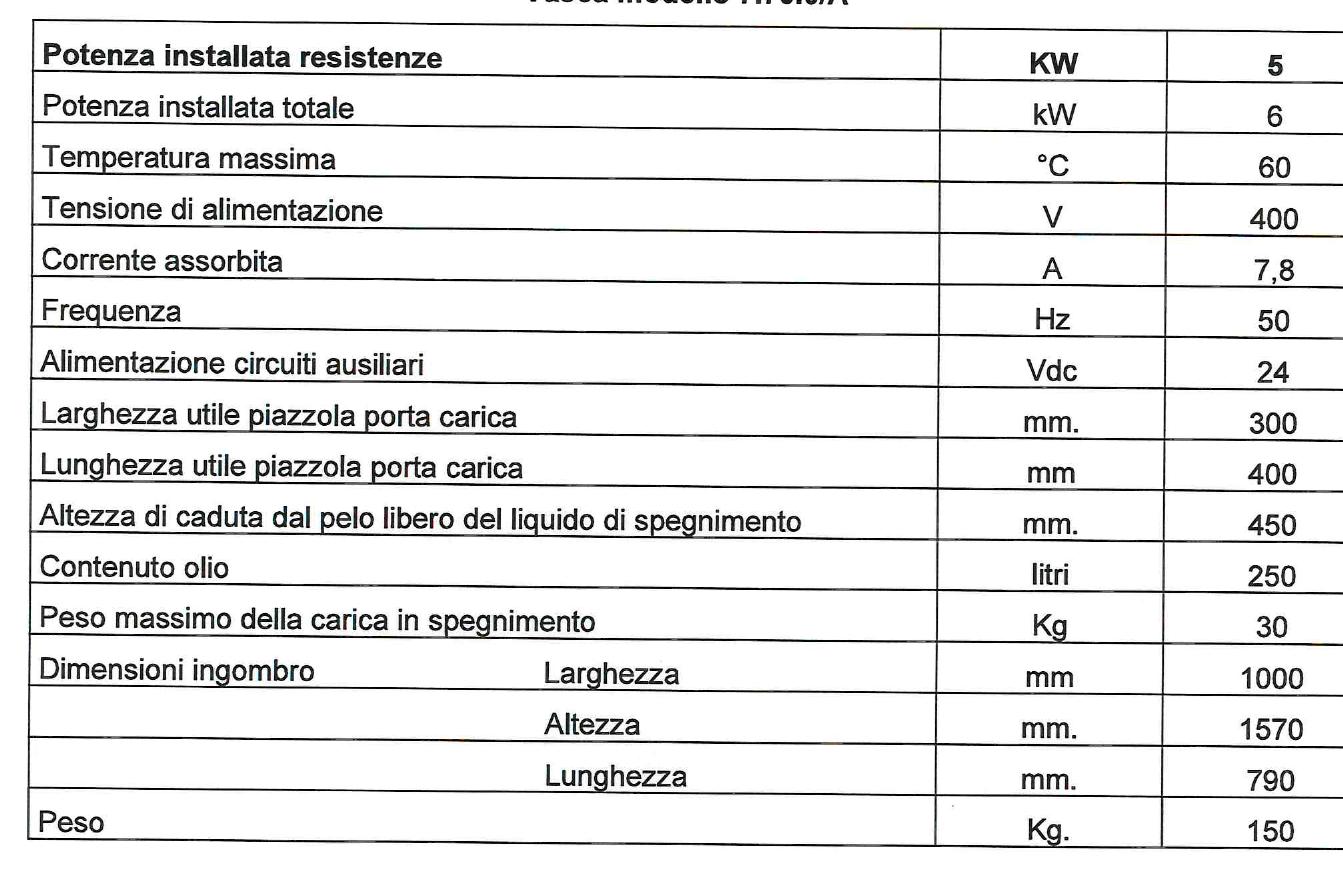 Potenza installata resistenze KW 5
Potenza installata totale kW 6
Temperatura massima °C 60
Tensione di alimentazione V 400
Corrente assorbita A 7,8
Frequenza Hz 50
Alimentazione circuiti ausiliari Vdc 24
Larghezza utile piazzola porta carica mm. 300
Lunghezza utile piazzola porta carica mm 400
Altezza di caduta dal pelo libero del liquido di spegnimento mm. 450
Contenuto olio litri 250
Peso massimo della carica in spegnimento Kg 30
Dimensioni ingombro Larghezza mm 1000
Altezza mm. 1570
Lunghezza mm. 790
Peso Kg. 150